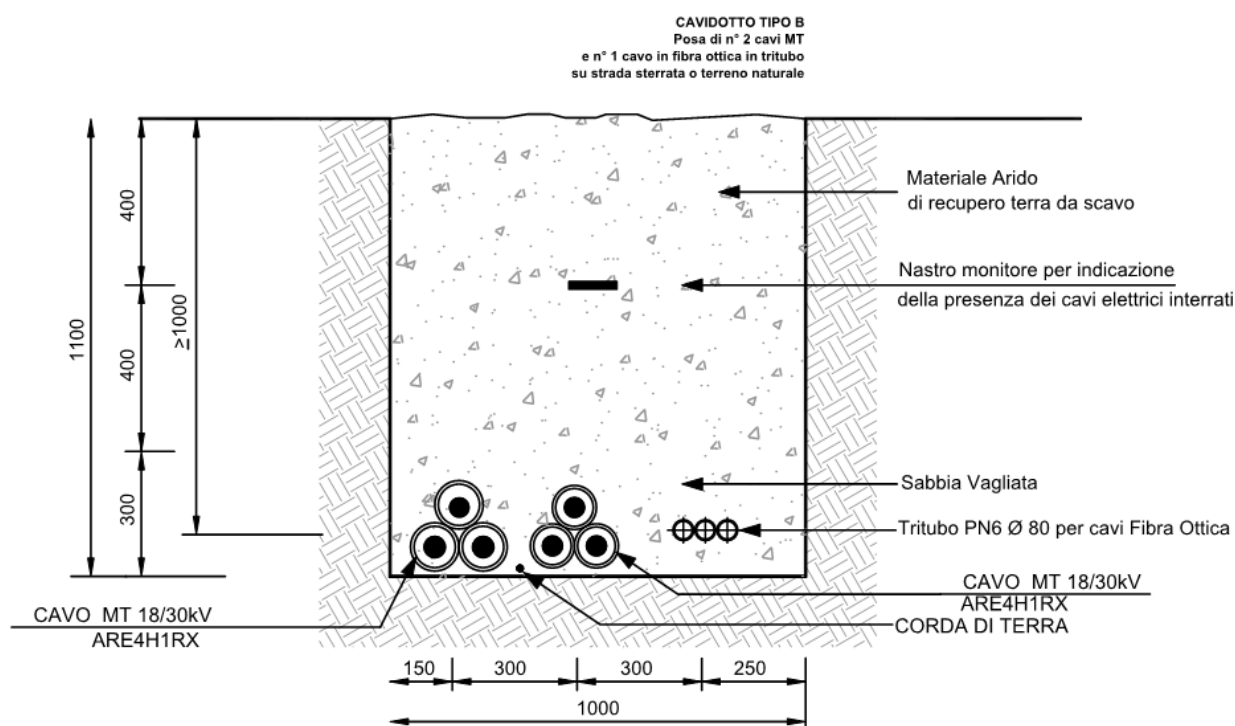 CAVIDOTTO TIPO B
Posa di n° 2 cavi MT
e n° 1 cavo in fibra ottica in tritubo
su strada sterrata o terreno naturale
1100
400
400
300
≥1000
Materiale Arido
di recupero terra da scavo
Nastro monitore per indicazione
della presenza dei cavi elettrici interrati
Sabbia Vagliata
Tritubo PN6 Ø 80 per cavi Fibra Ottica
CAVO MT 18/30kV
ARE4H1RX
CORDA DI TERRA
CAVO MT 18/30kV
ARE4H1RX
150
300
300
250
1000